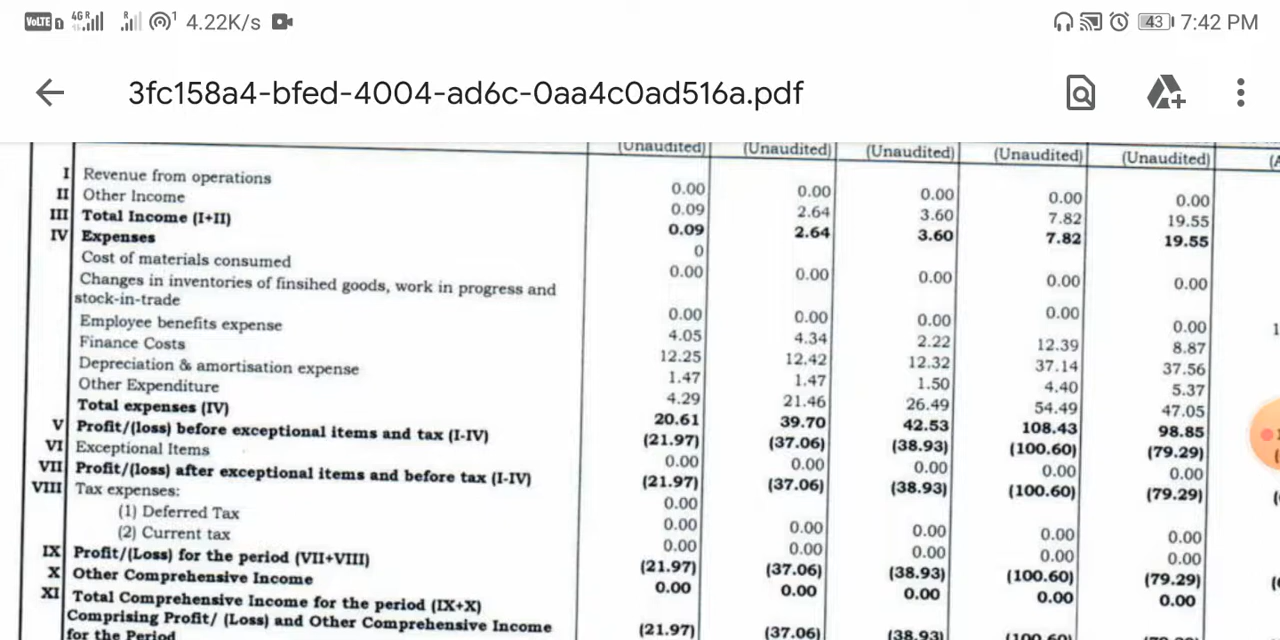 VoLTE 1 4G R R 1 4.22K/s 43 7:42 PM
3fc158a4-bfed-4004-ad6c-0aa4c0ad516a.pdf
(Unaudited) (Unaudited) (Unaudited) (Unaudited) (Unaudited) (A
I Revenue from operations 0.00 0.00 0.00 0.00 0.00
II Other Income 0.09 2.64 3.60 7.82 19.55
III Total Income (I+II) 0.09 2.64 3.60 7.82 19.55
IV Expenses 0
Cost of materials consumed 0.00 0.00 0.00 0.00 0.00
Changes in inventories of finsihed goods, work in progress and
stock-in-trade 0.00 0.00 0.00 0.00 0.00
Employee benefits expense 4.05 4.34 2.22 12.39 8.87
Finance Costs 12.25 12.42 12.32 37.14 37.56
Depreciation & amortisation expense 1.47 1.47 1.50 4.40 5.37
Other Expenditure 4.29 21.46 26.49 54.49 47.05
Total expenses (IV) 20.61 39.70 42.53 108.43 98.85
V Profit/(loss) before exceptional items and tax (I-IV) (21.97) (37.06) (38.93) (100.60) (79.29)
VI Exceptional Items 0.00 0.00 0.00 0.00 0.00
VII Profit/(loss) after exceptional items and before tax (I-IV) (21.97) (37.06) (38.93) (100.60) (79.29)
VIII Tax expenses: 0.00
(1) Deferred Tax 0.00 0.00 0.00 0.00 0.00
(2) Current tax 0.00 0.00 0.00 0.00 0.00
IX Profit/(Loss) for the period (VII+VIII) (21.97) (37.06) (38.93) (100.60) (79.29)
X Other Comprehensive Income 0.00 0.00 0.00 0.00 0.00
XI Total Comprehensive Income for the period (IX+X)
Comprising Profit/ (Loss) and Other Comprehensive Income
for the Period (21.97) (37.06) (38.93) (100.60)